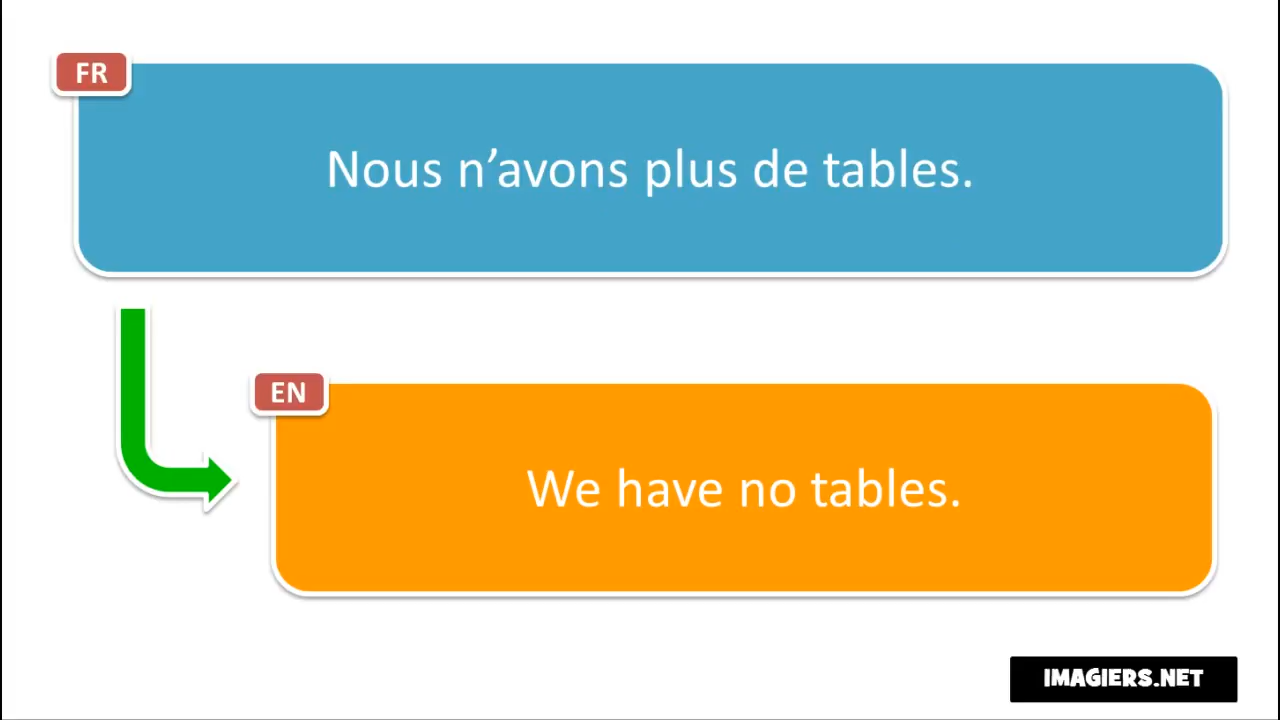 FR
Nous n’avons plus de tables.
EN
We have no tables.
IMAGIERS.NET